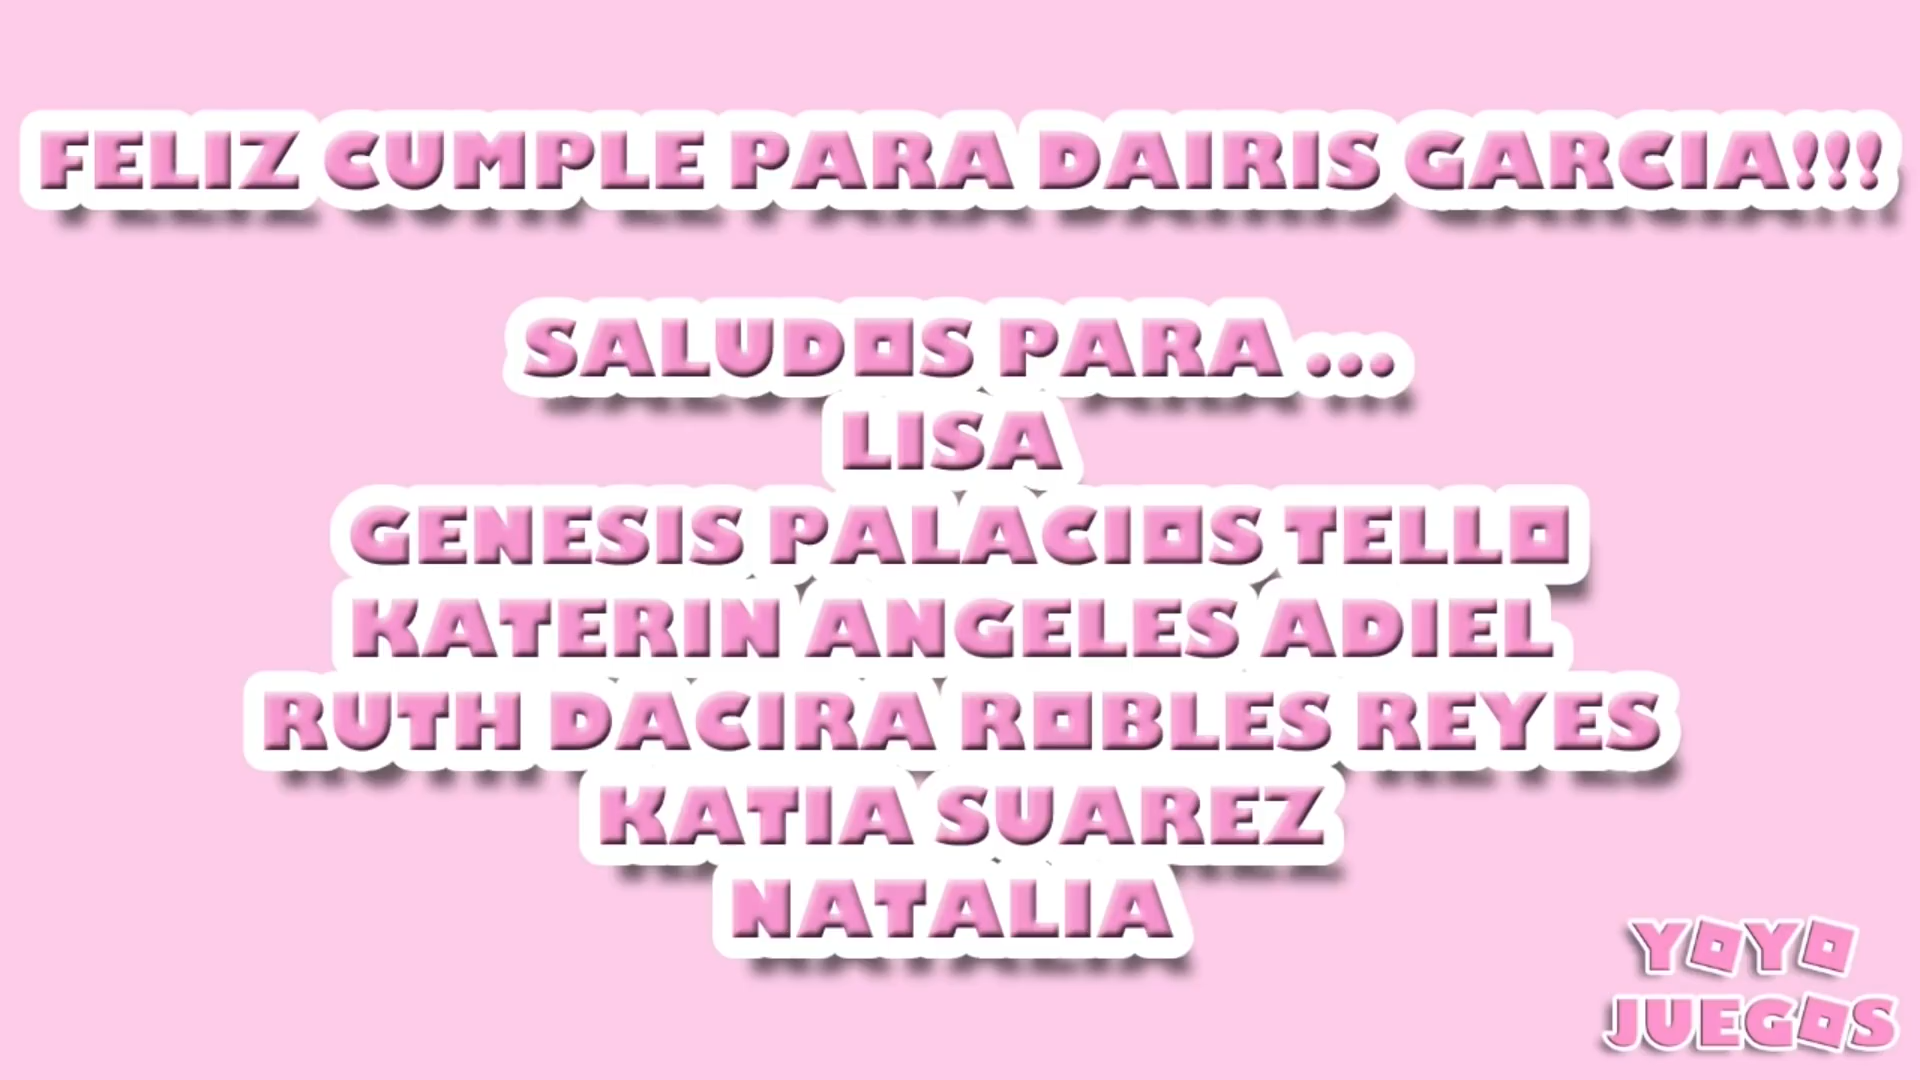 FELIZ CUMPLE PARA DAIRIS GARCIA!!!
SALUDOS PARA ...
LISA
GENESIS PALACIOS TELLO
KATERIN ANGELES ADIEL
RUTH DACIRA ROBLES REYES
KATIA SUAREZ
NATALIA
YOYO
JUEGOS